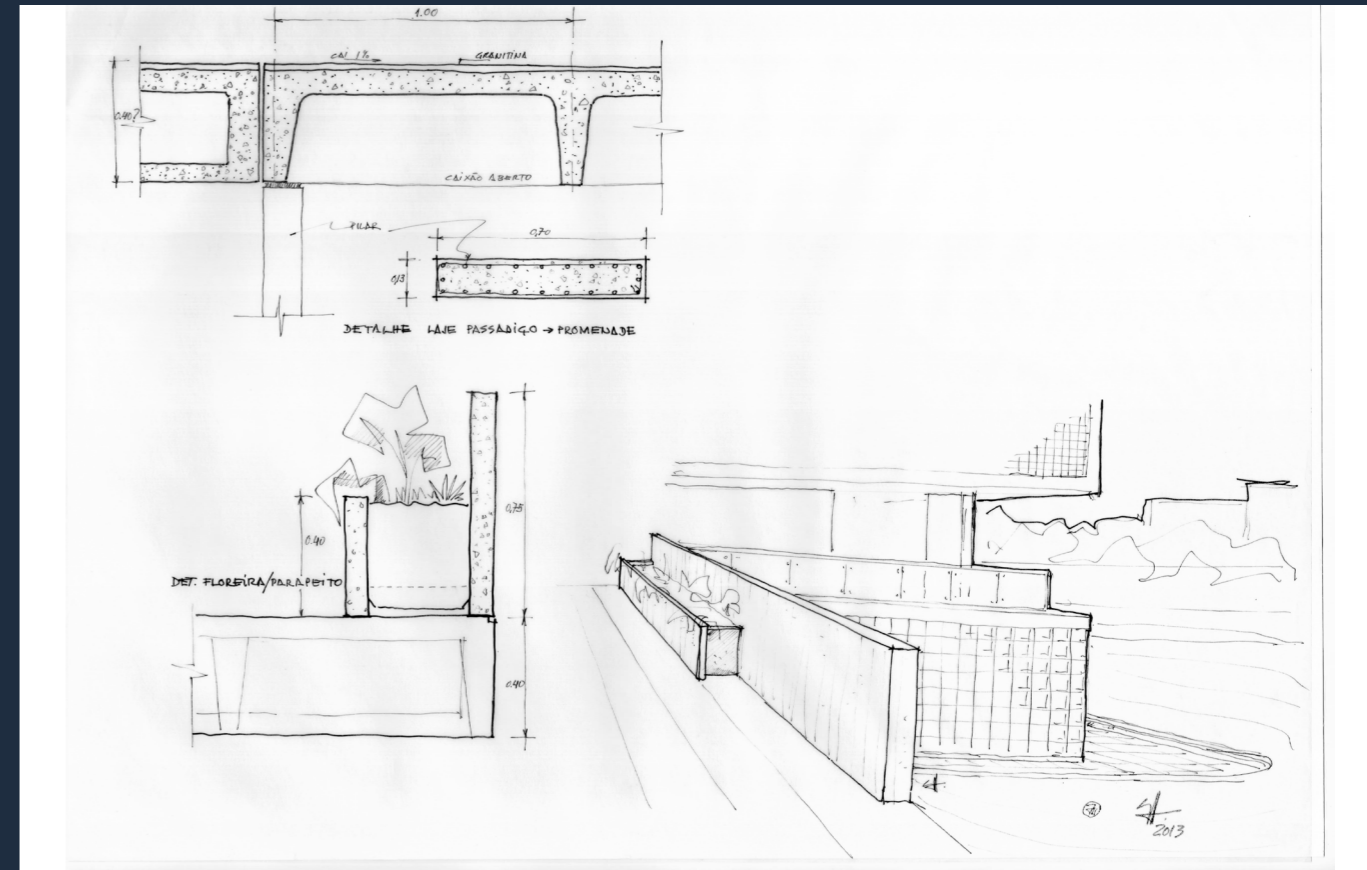 1.00
CAI 1%
GRANITINA
0.40?
CAIXÃO ABERTO
PILAR
0,70
0,13
DETALHE LAJE PASSADIÇO → PROMENADE
0.40
0,75
DET. FLOREIRA/PARAPEITO
0.40
2013